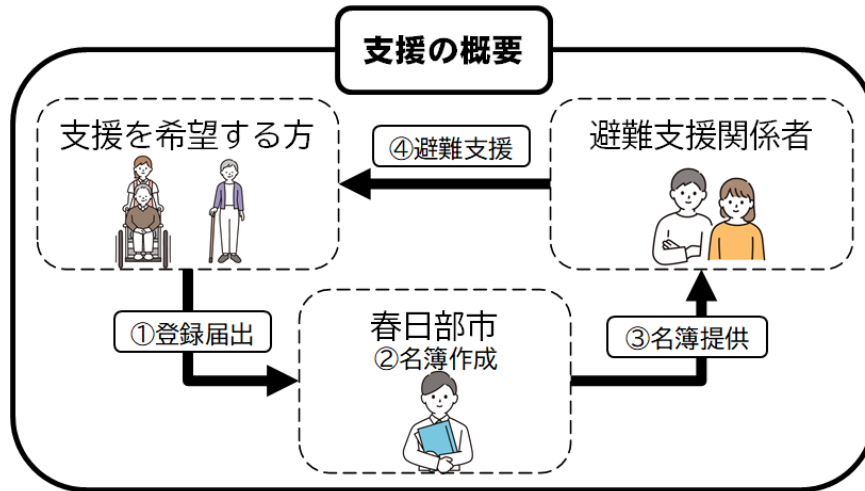 支援の概要
支援を希望する方
④避難支援
避難支援関係者
①登録届出
春日部市
②名簿作成
③名簿提供